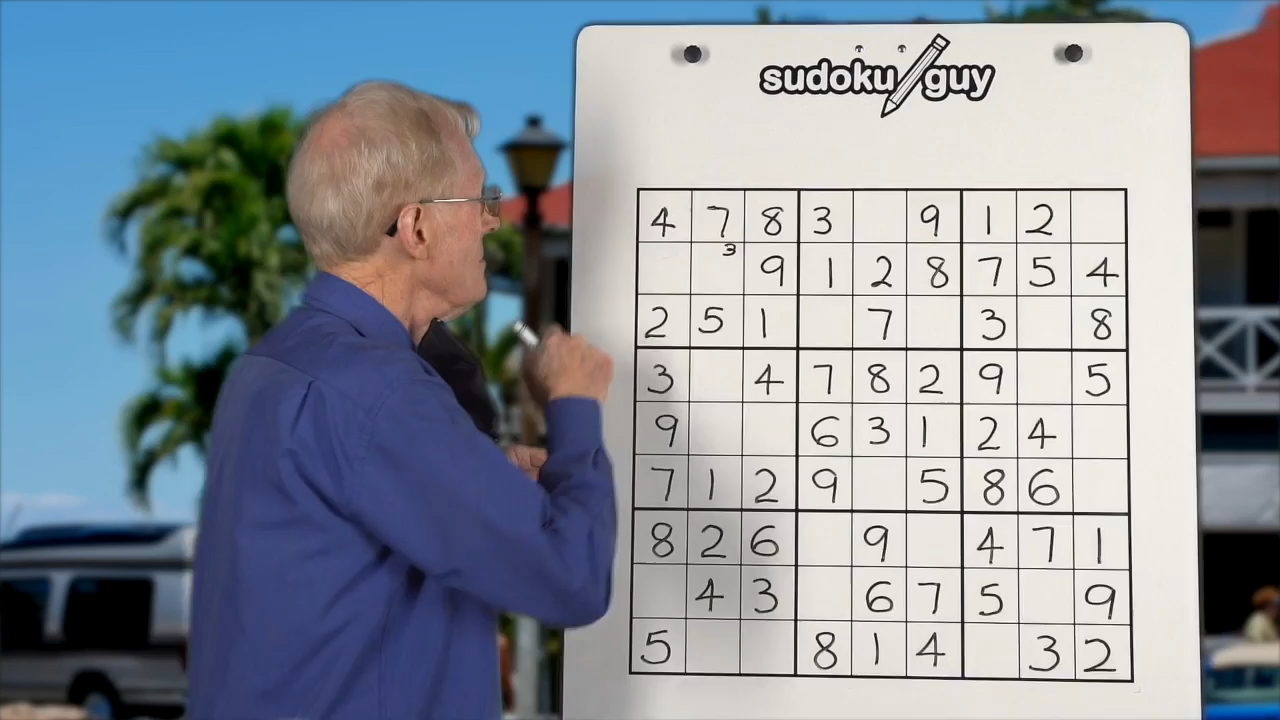 sudoku guy
4 7 8 3 9 1 2
3
9 1 2 8 7 5 4
2 5 1 7 3 8
3 4 7 8 2 9 5
9 6 3 1 2 4
7 1 2 9 5 8 6
8 2 6 9 4 7 1
4 3 6 7 5 9
5 8 1 4 3 2